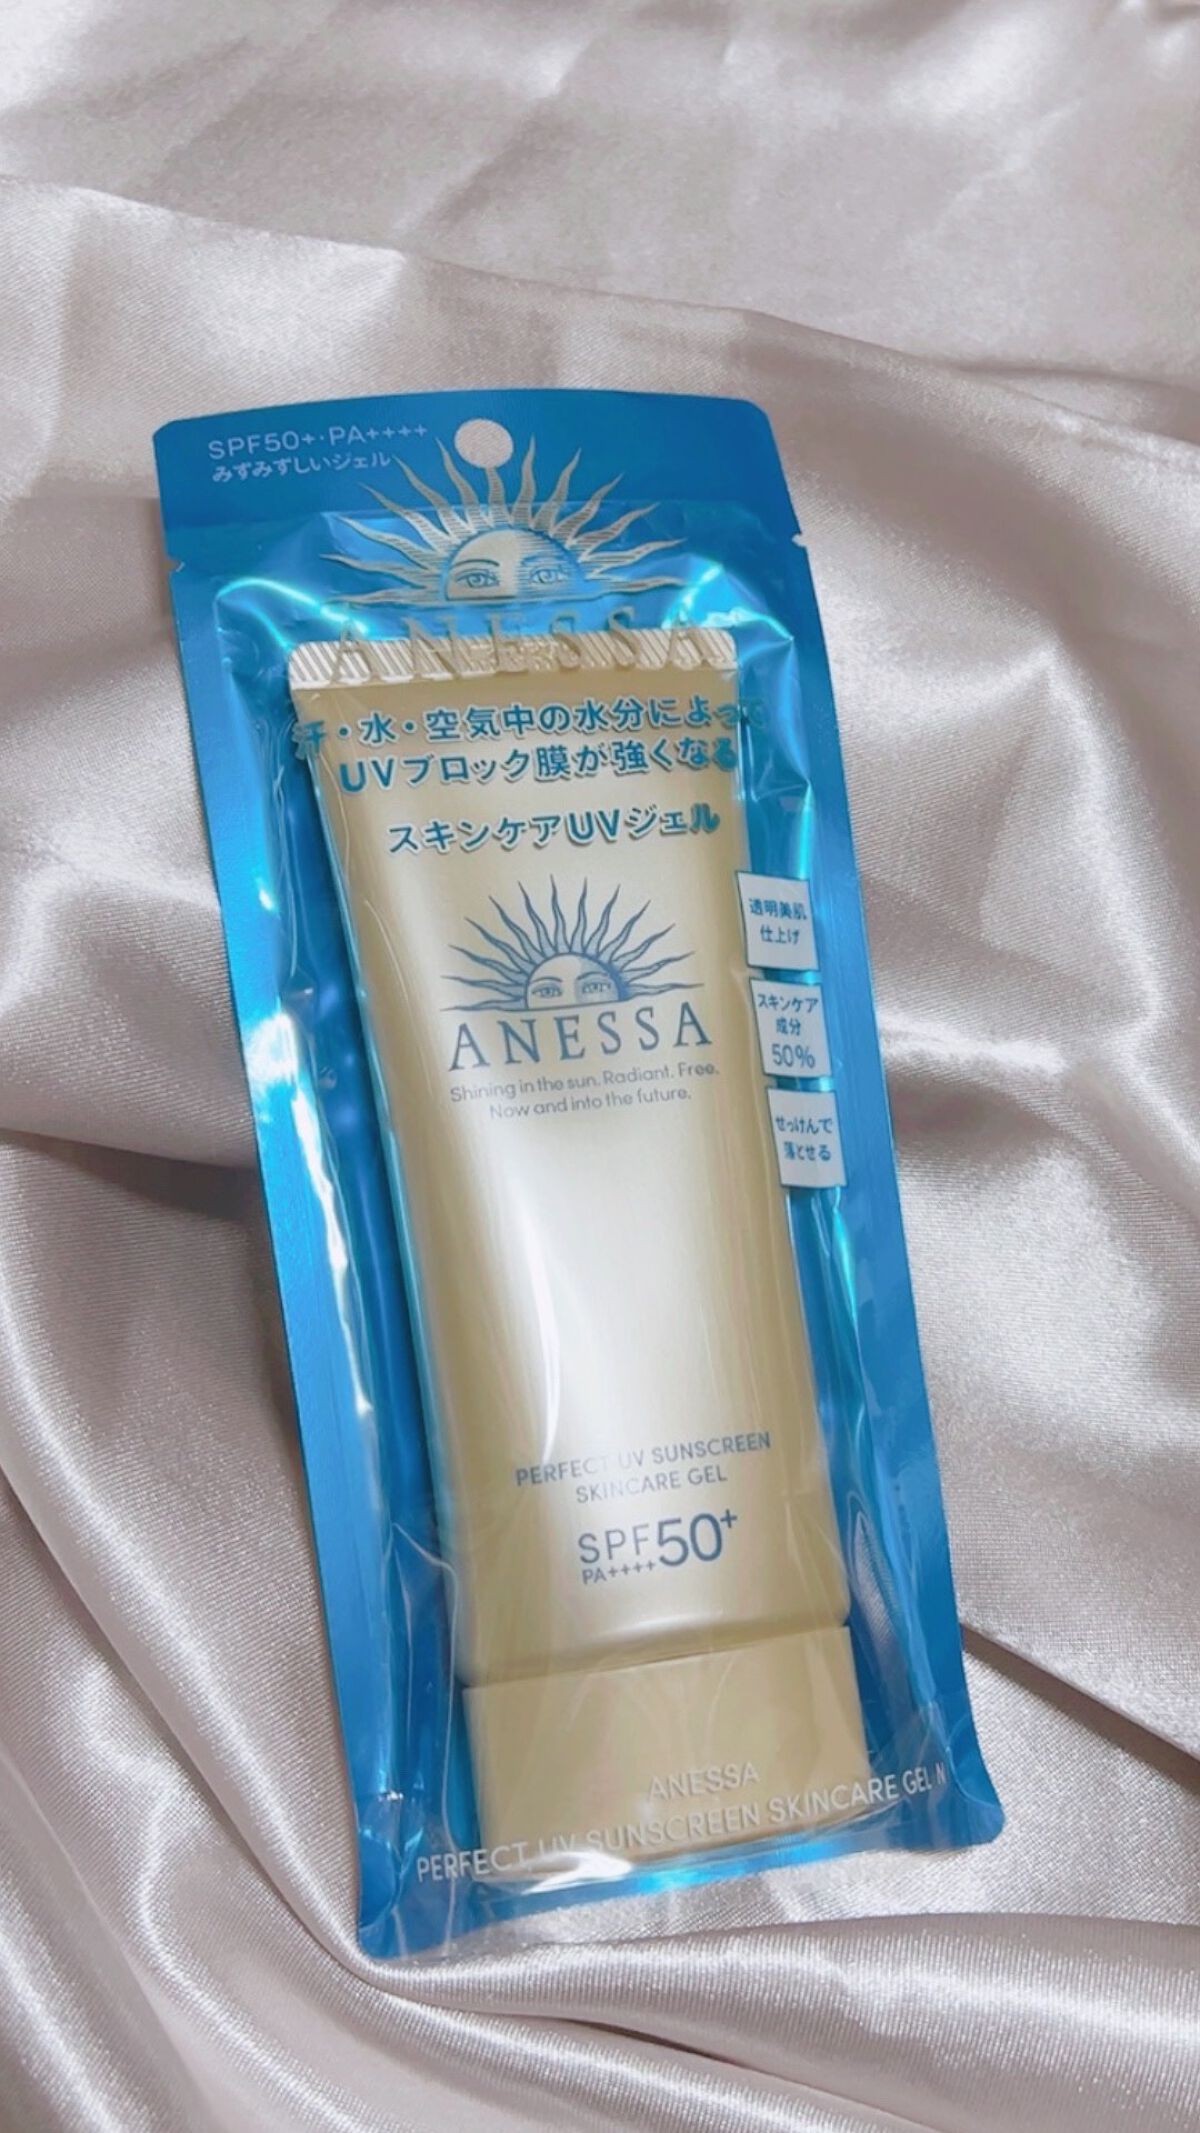 SPF50+・PA++++
みずみずしいジェル
ANESSA
汗・水・空気中の水分によって
UVブロック膜が強くなる
スキンケアUVジェル
ANESSA
Shining in the sun. Radiant. Free.
Now and into the future.
透明美肌
仕上げ
スキンケア
成分
50%
せっけんで
落とせる
PERFECT UV SUNSCREEN
SKINCARE GEL
SPF50+
PA++++
ANESSA
PERFECT UV SUNSCREEN SKINCARE GEL N